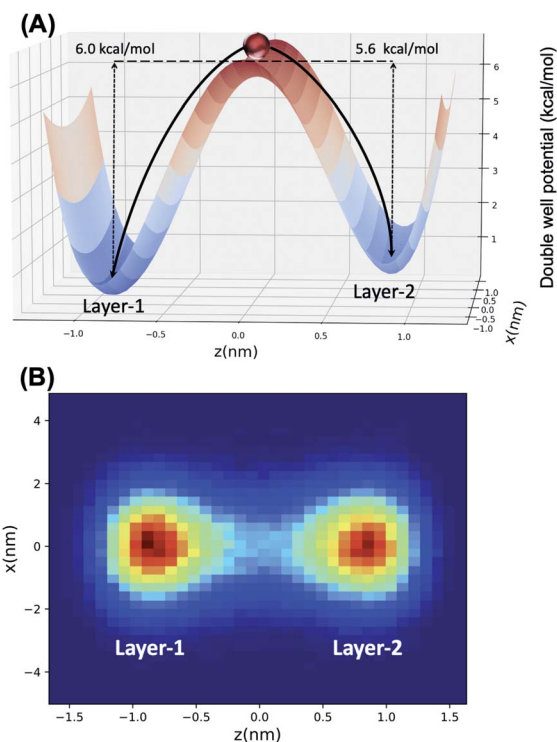 (A)
6.0 kcal/mol
5.6 kcal/mol
6
5
4
3
2
1
Double well potential (kcal/mol)
Layer-1
Layer-2
1.0
0.5
0.0
−0.5
−1.0
x(nm)
−1.0 −0.5 0.0 0.5 1.0
z(nm)
(B)
4
2
0
−2
−4
x(nm)
Layer-1 Layer-2
−1.5 −1.0 −0.5 0.0 0.5 1.0 1.5
z(nm)